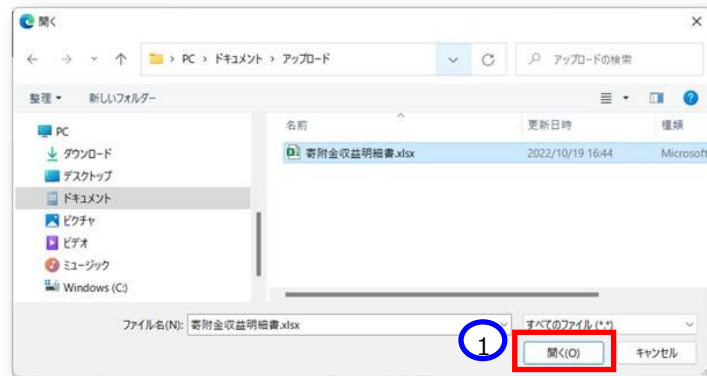 開く
PC › ドキュメント › アップロード
アップロードの検索
整理
新しいフォルダー
名前
更新日時
種類
PC
ダウンロード
デスクトップ
ドキュメント
ピクチャ
ビデオ
ミュージック
Windows (C:)
寄附金収益明細書.xlsx
2022/10/19 16:44
Microsoft
ファイル名(N):
寄附金収益明細書.xlsx
すべてのファイル (*.*)
1
開く(O)
キャンセル